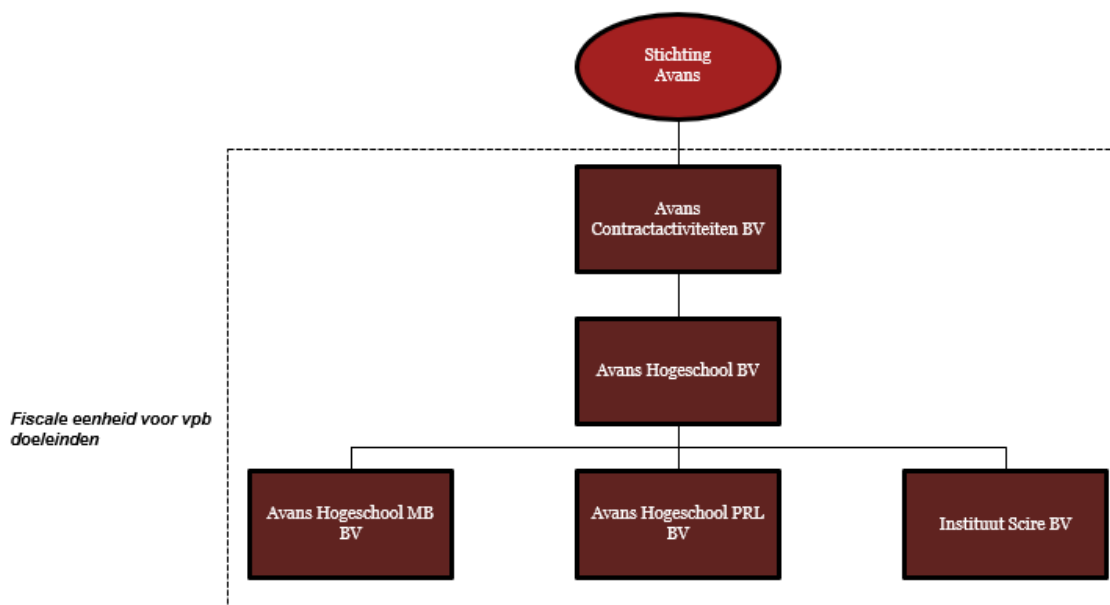 Stichting
Avans
Avans
Contractactiviteiten BV
Avans Hogeschool BV
Fiscale eenheid voor vpb
doeleinden
Avans Hogeschool MB
BV
Avans Hogeschool PRL
BV
Instituut Scire BV